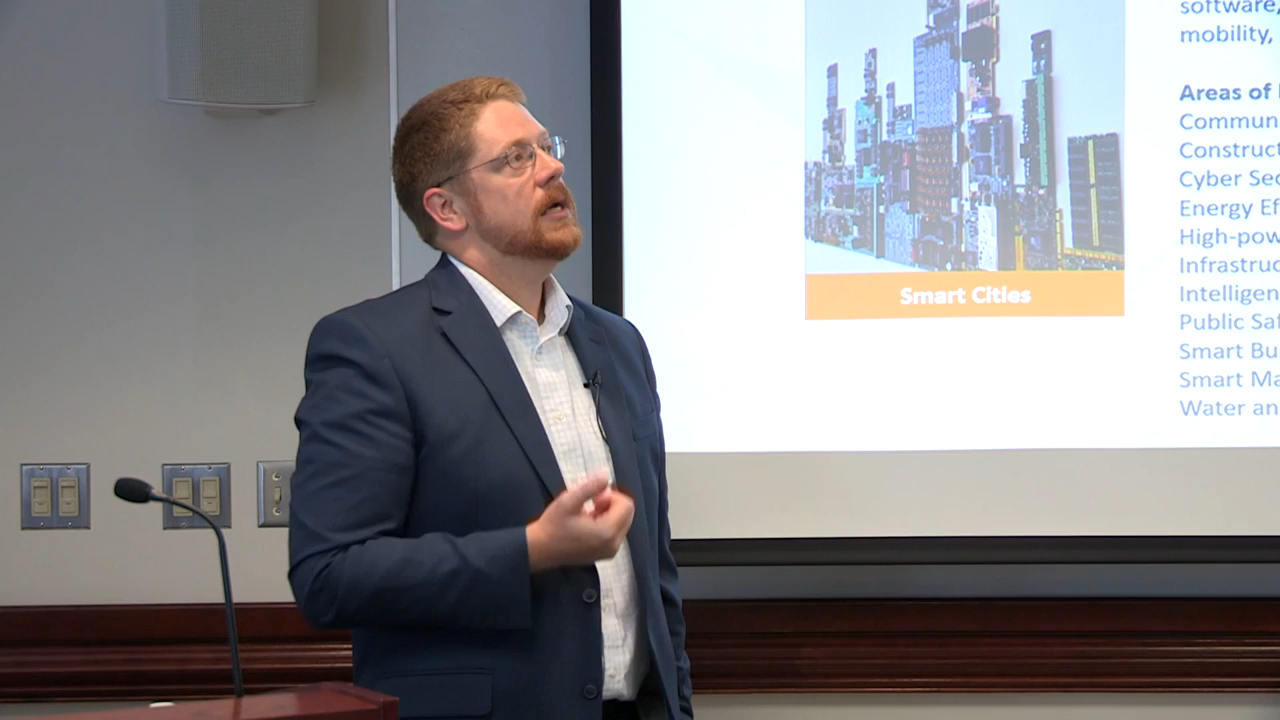 Smart Cities
software,
mobility,
Areas of
Commun
Construct
Cyber Sec
Energy Ef
High-pow
Infrastruc
Intelligen
Public Saf
Smart Bu
Smart Ma
Water an